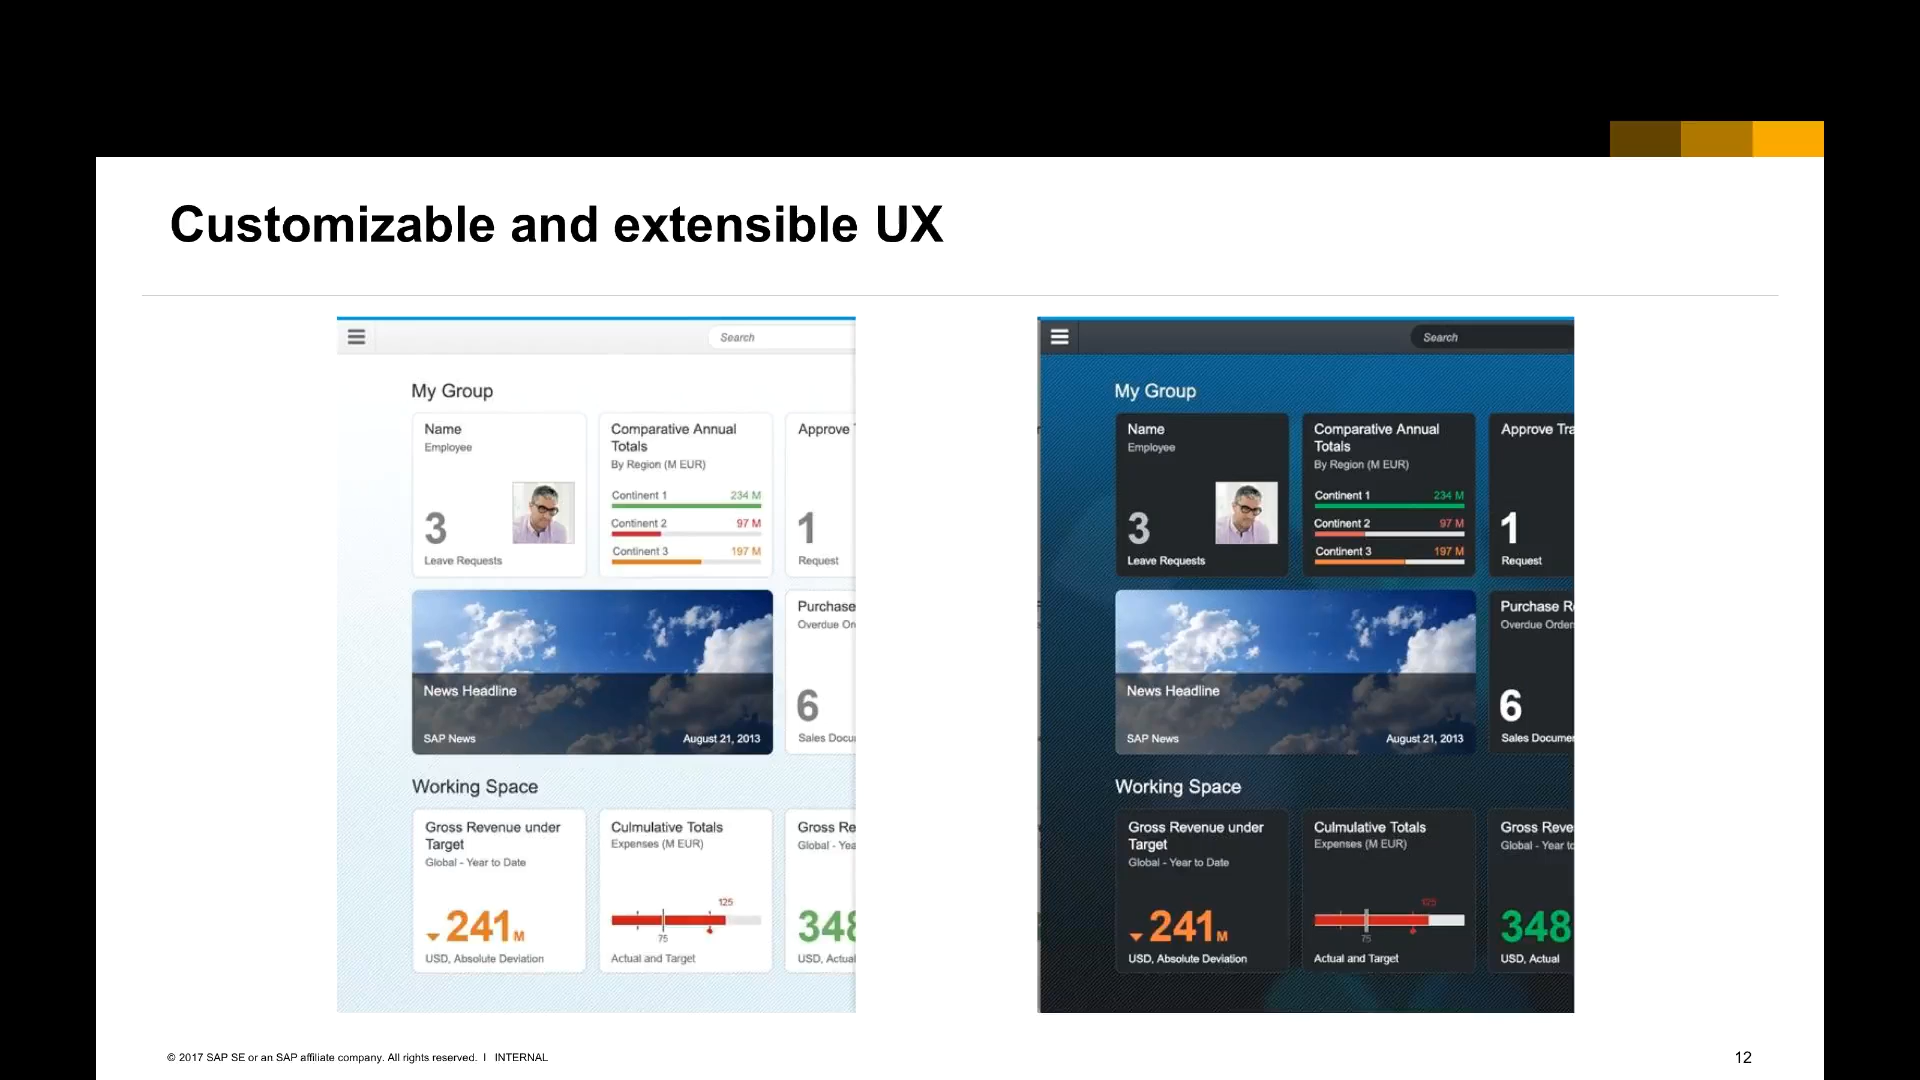 Customizable and extensible UX
Search
My Group
Name
Employee
3
Leave Requests
Comparative Annual
Totals
By Region (M EUR)
Continent 1 234 M
Continent 2 97 M
Continent 3 197 M
Approve
1
Request
News Headline
SAP News August 21, 2013
Purchase
Overdue
6
Sales
Working Space
Gross Revenue under
Target
Global - Year to Date
241 M
USD, Absolute Deviation
Culmulative Totals
Expenses (M EUR)
125
75
Actual and Target
Gross Re
Global - Yea
348
USD, Actual
Search
My Group
Name
Employee
3
Leave Requests
Comparative Annual
Totals
By Region (M EUR)
Continent 1 234 M
Continent 2 97 M
Continent 3 197 M
Approve Tra
1
Request
News Headline
SAP News August 21, 2013
Purchase R
Overdue Order
6
Sales Docume
Working Space
Gross Revenue under
Target
Global - Year to Date
241 M
USD, Absolute Deviation
Culmulative Totals
Expenses (M EUR)
125
75
Actual and Target
Gross Reve
Global - Year to
348
USD, Actual
© 2017 SAP SE or an SAP affiliate company. All rights reserved. I INTERNAL
12